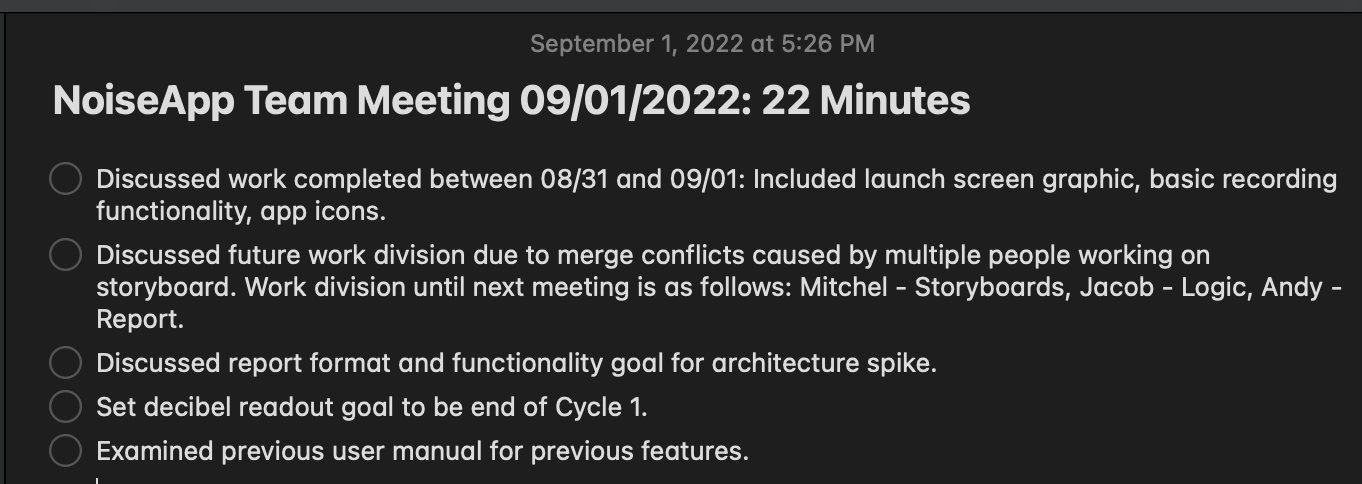 September 1, 2022 at 5:26 PM
NoiseApp Team Meeting 09/01/2022: 22 Minutes
Discussed work completed between 08/31 and 09/01: Included launch screen graphic, basic recording
functionality, app icons.
Discussed future work division due to merge conflicts caused by multiple people working on
storyboard. Work division until next meeting is as follows: Mitchel - Storyboards, Jacob - Logic, Andy -
Report.
Discussed report format and functionality goal for architecture spike.
Set decibel readout goal to be end of Cycle 1.
Examined previous user manual for previous features.